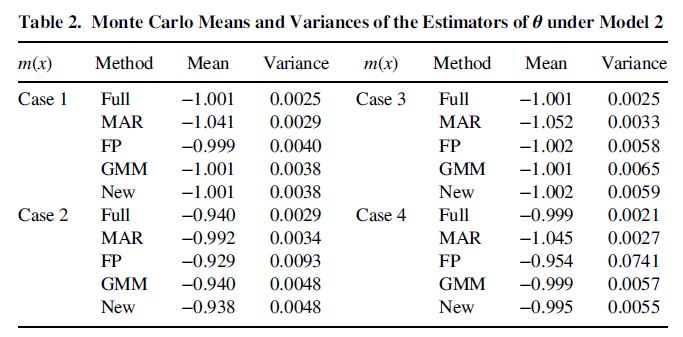 Table 2. Monte Carlo Means and Variances of the Estimators of θ under Model 2
m(x) Method Mean Variance m(x) Method Mean Variance
Case 1 Full −1.001 0.0025 Case 3 Full −1.001 0.0025
MAR −1.041 0.0029 MAR −1.052 0.0033
FP −0.999 0.0040 FP −1.002 0.0058
GMM −1.001 0.0038 GMM −1.001 0.0065
New −1.001 0.0038 New −1.002 0.0059
Case 2 Full −0.940 0.0029 Case 4 Full −0.999 0.0021
MAR −0.992 0.0034 MAR −1.045 0.0027
FP −0.929 0.0093 FP −0.954 0.0741
GMM −0.940 0.0048 GMM −0.999 0.0057
New −0.938 0.0048 New −0.995 0.0055